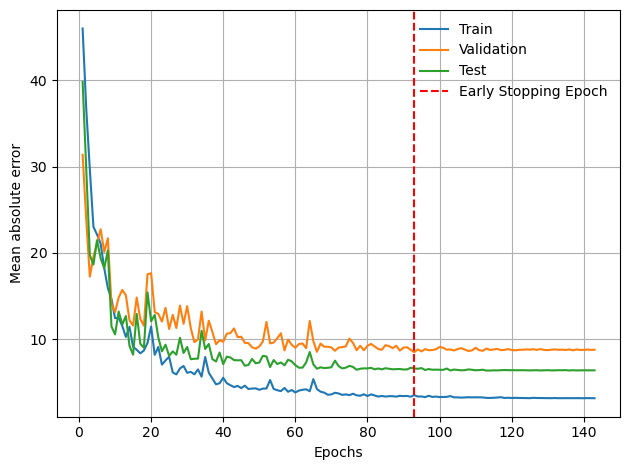 Train
Validation
Test
Early Stopping Epoch
Mean absolute error
40
30
20
10
0 20 40 60 80 100 120 140
Epochs